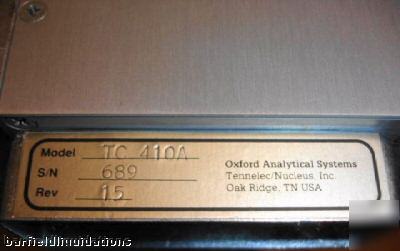 Model TC 410A
S/N 689
Rev 15
Oxford Analytical Systems
Tennelec/Nucleus, Inc.
Oak Ridge, TN USA
barfieldliquidations